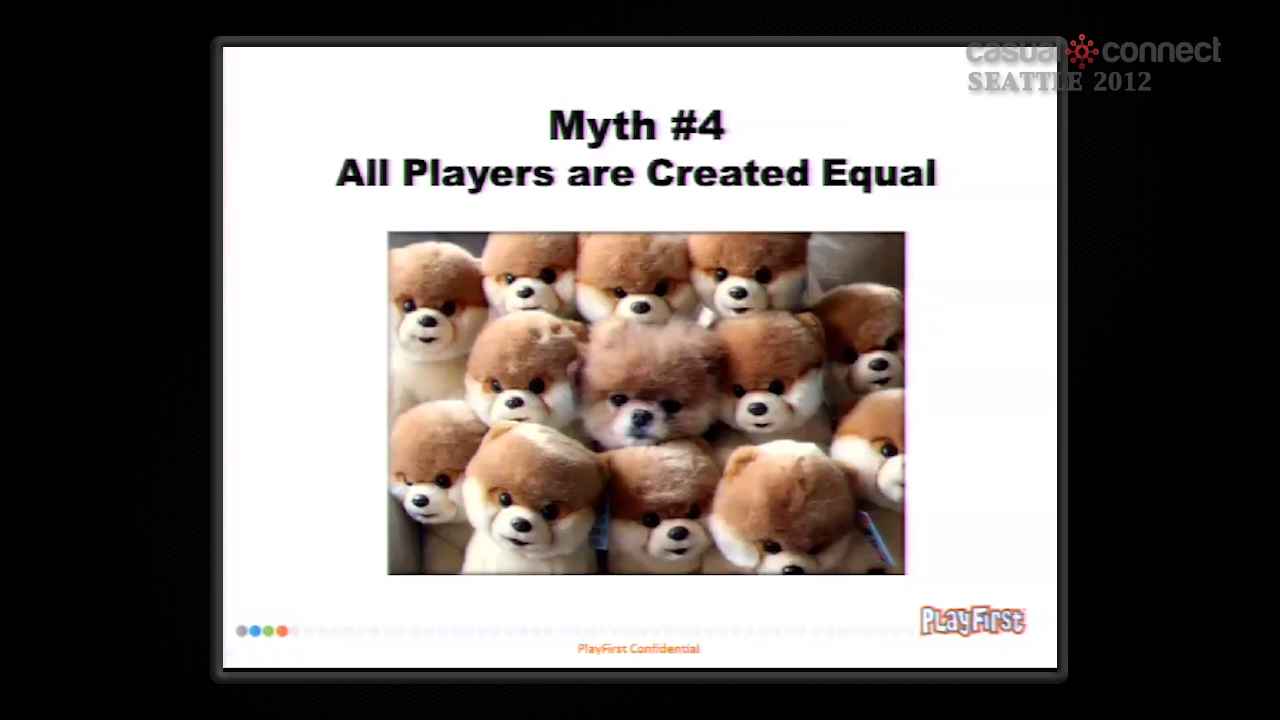 casual connect
SEATTLE 2012
Myth #4
All Players are Created Equal
PlayFirst
PlayFirst Confidential